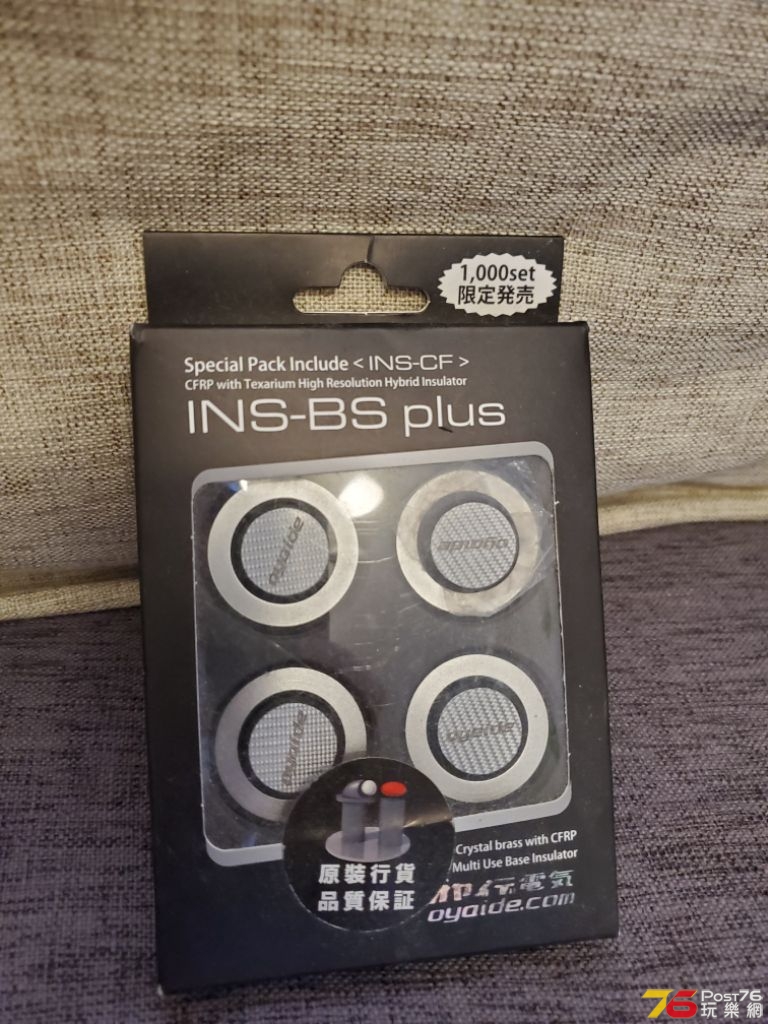 1,000set
限定発売
Special Pack Include < INS-CF >
CFRP with Texarium High Resolution Hybrid Insulator
INS-BS plus
oyaide
oyaide
oyaide
oyaide
Crystal brass with CFRP
Multi Use Base Insulator
原裝行貨
品質保証
電気
oyaide.com
POST76
玩樂網